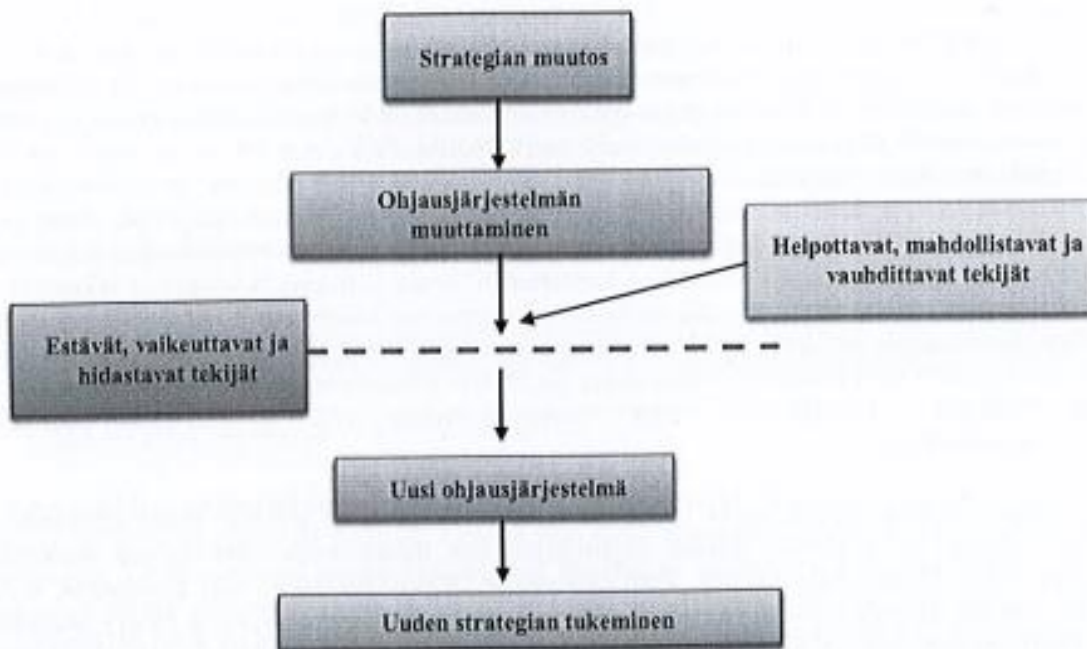 Strategian muutos
Ohjausjärjestelmän
muuttaminen
Helpottavat, mahdollistavat ja
vauhdittavat tekijät
Estävät, vaikeuttavat ja
hidastavat tekijät
Uusi ohjausjärjestelmä
Uuden strategian tukeminen